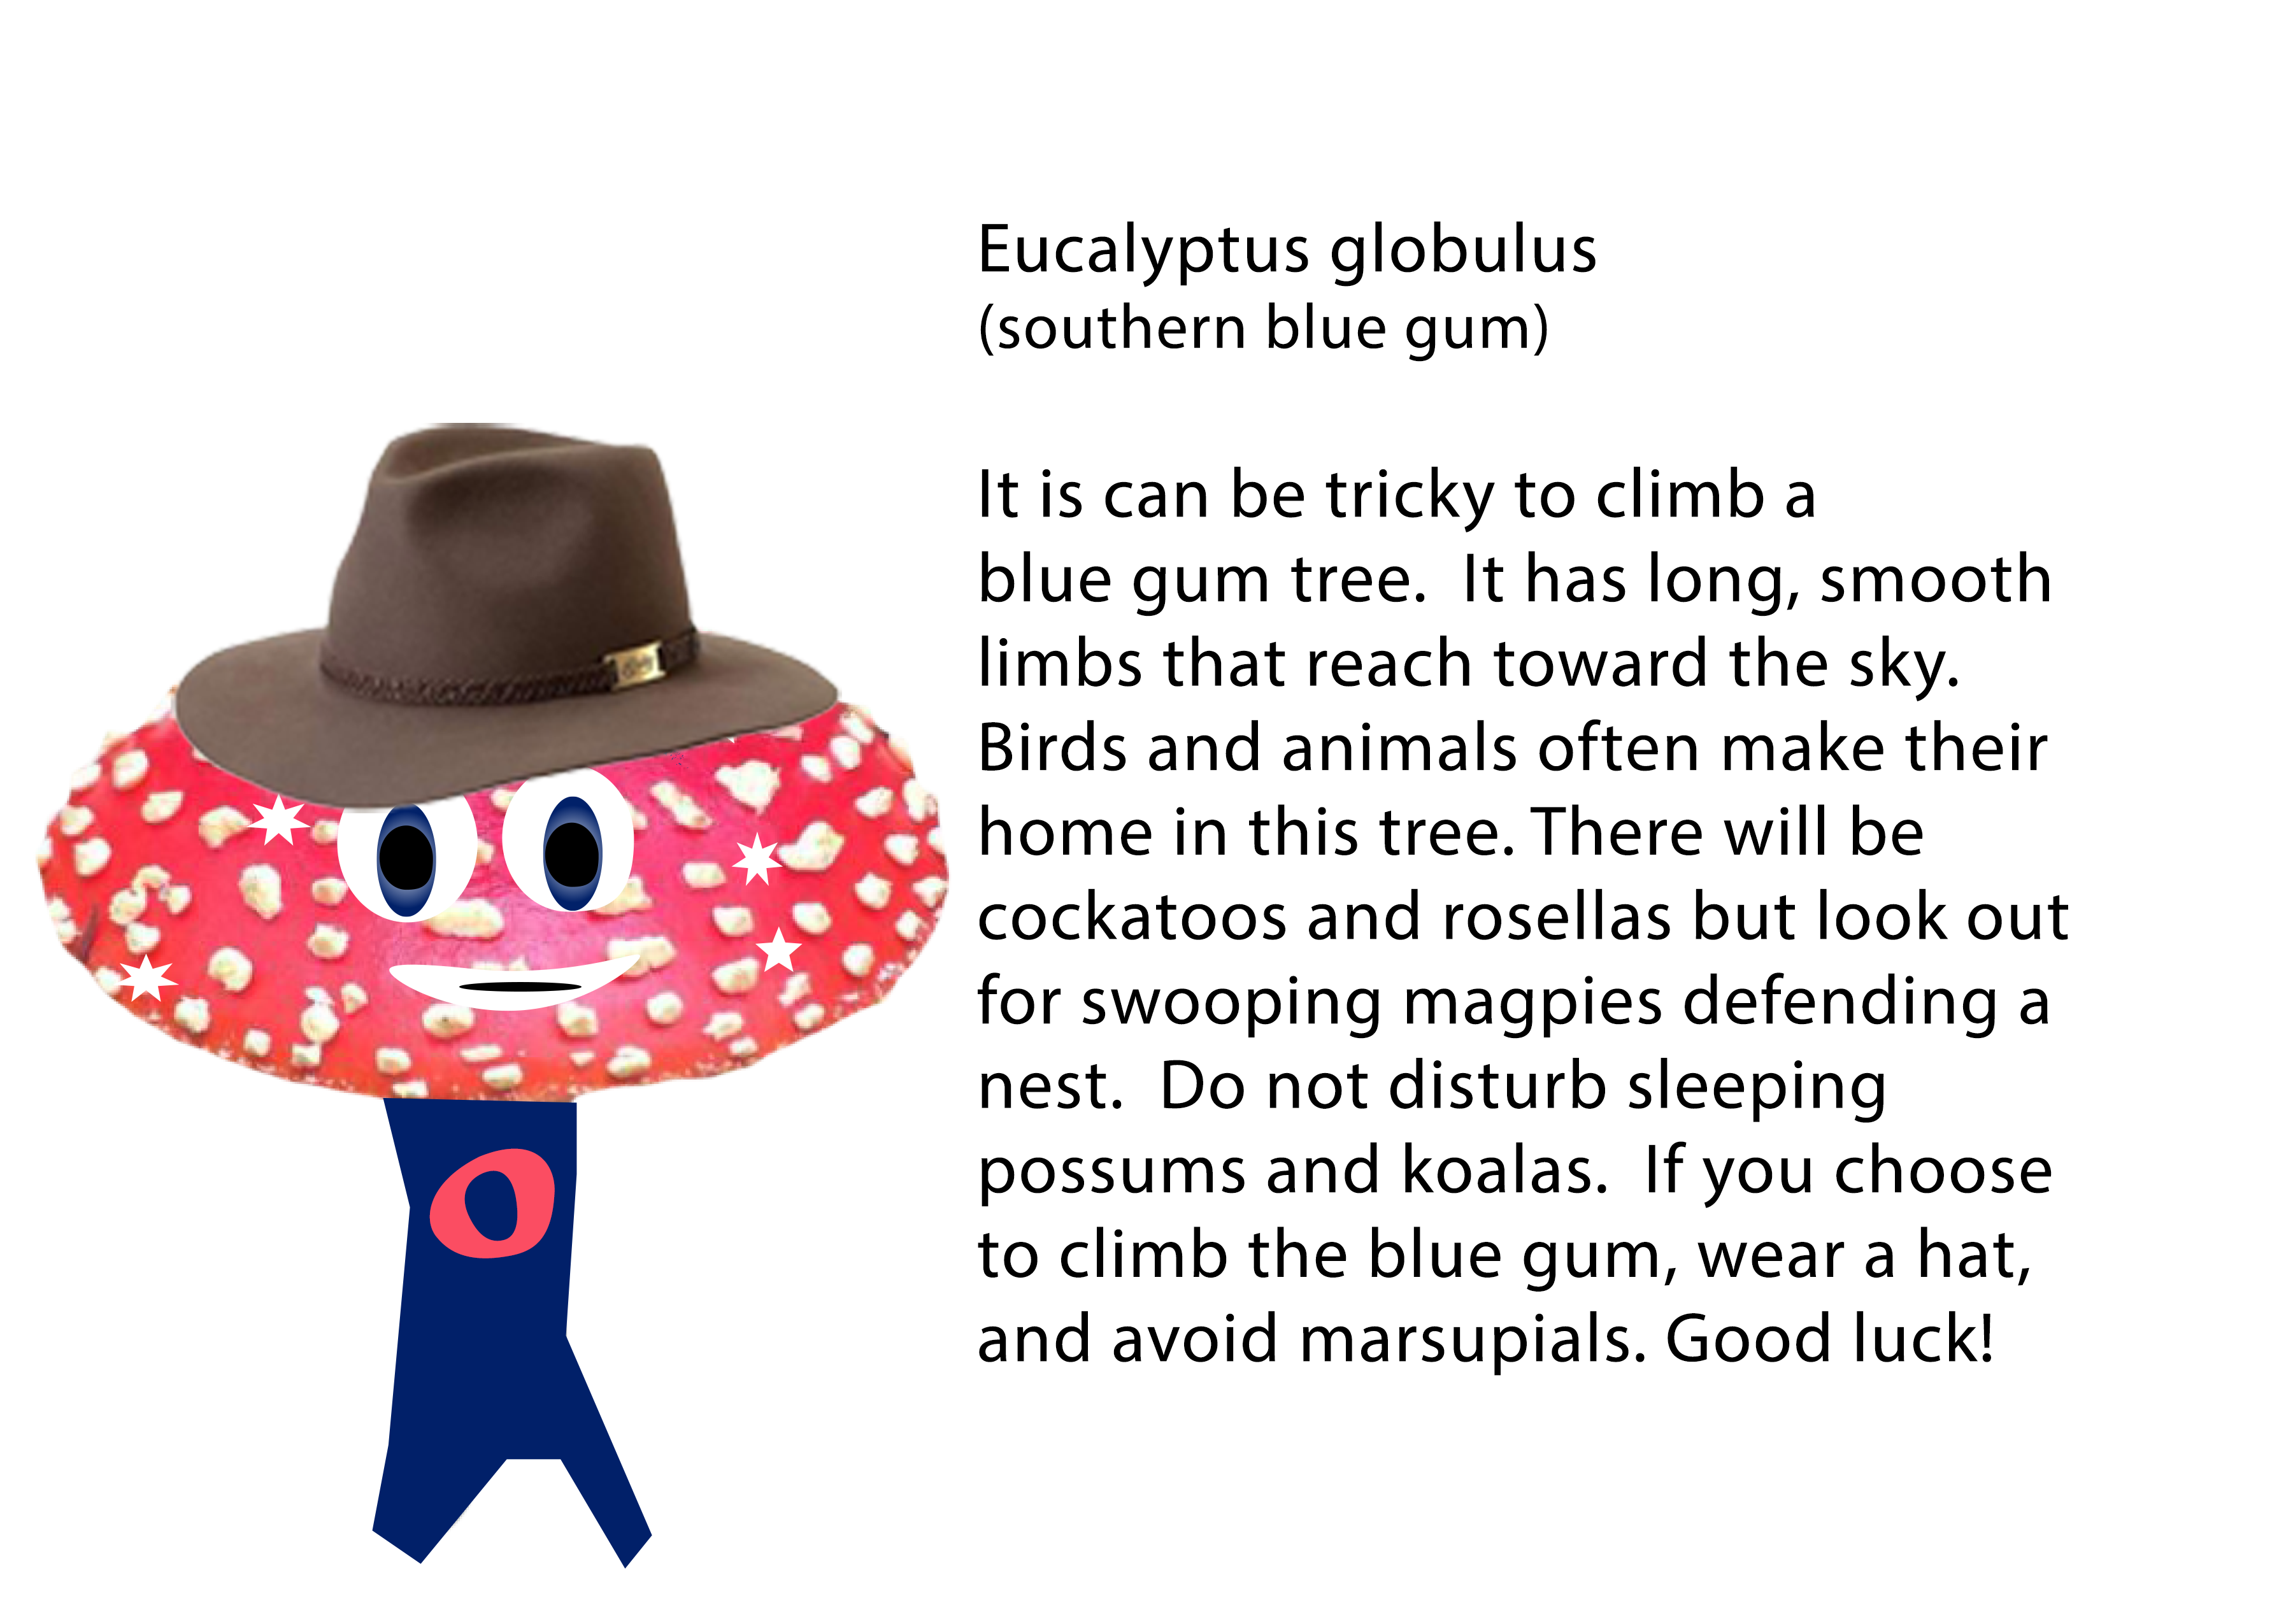 Eucalyptus globulus
(southern blue gum)
It is can be tricky to climb a
blue gum tree.  It has long, smooth
limbs that reach toward the sky.
Birds and animals often make their
home in this tree. There will be
cockatoos and rosellas but look out
for swooping magpies defending a
nest.  Do not disturb sleeping
possums and koalas.  If you choose
to climb the blue gum, wear a hat,
and avoid marsupials. Good luck!